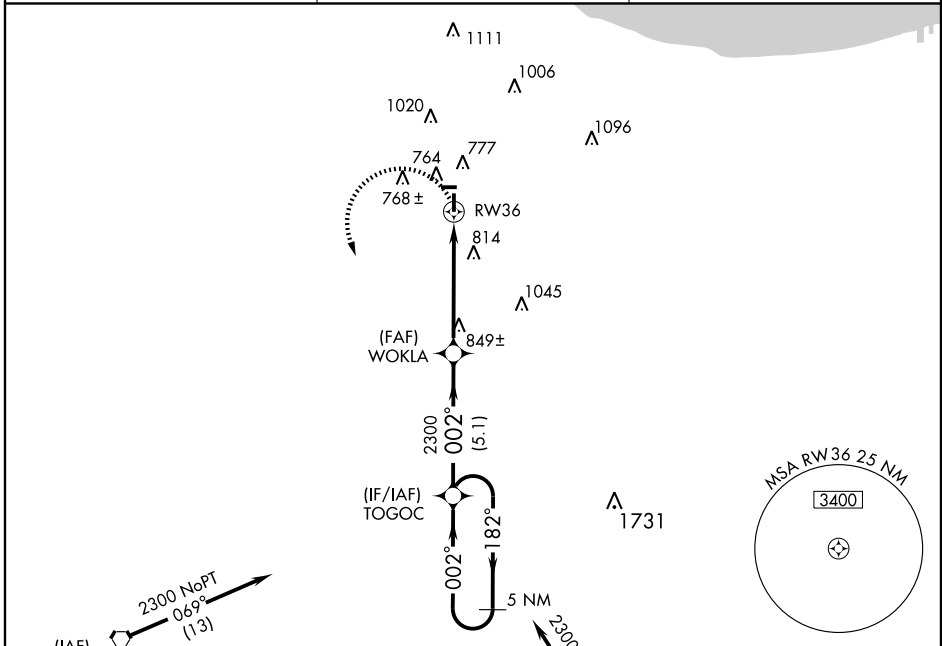 1111
1006
1020
1096
777
764
768 ±
RW36
814
1045
849±
(FAF)
WOKLA
2300
002°
(5.1)
MSA RW36 25 NM
3400
(IF/IAF)
TOGOC
1731
182°
002°
5 NM
2300 NoPT
069°
(13)
2300
(IAF)